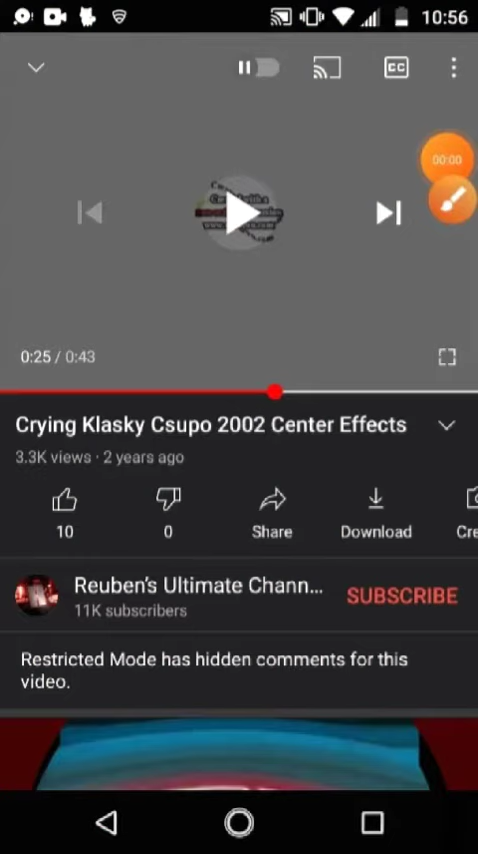 10:56
CC
00:00
0:25 / 0:43
Crying Klasky Csupo 2002 Center Effects
3.3K views · 2 years ago
10
0
Share
Download
Cre
Reuben's Ultimate Chann...
SUBSCRIBE
11K subscribers
Restricted Mode has hidden comments for this
video.